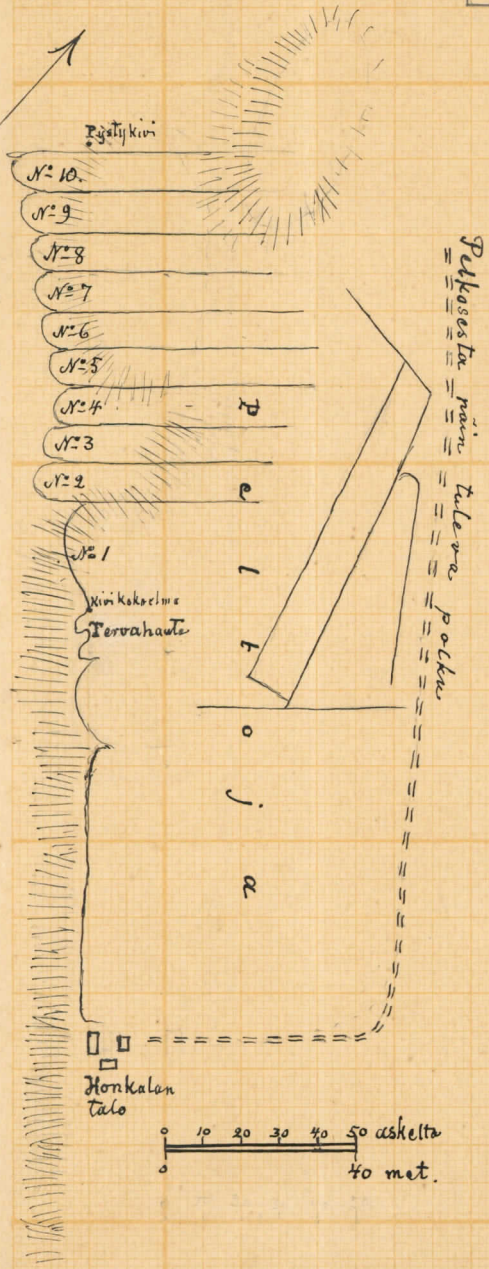 Pystykivi
No 10.
No 9
No 8
No 7
No 6
No 5
No 4
No 3
No 2
No 1
Kivikokoelma
Tervahauta
Peltoja
Pelkosesta päin tuleva polku
Honkalan
talo
0 10 20 30 40 50 askelta
0 40 met.